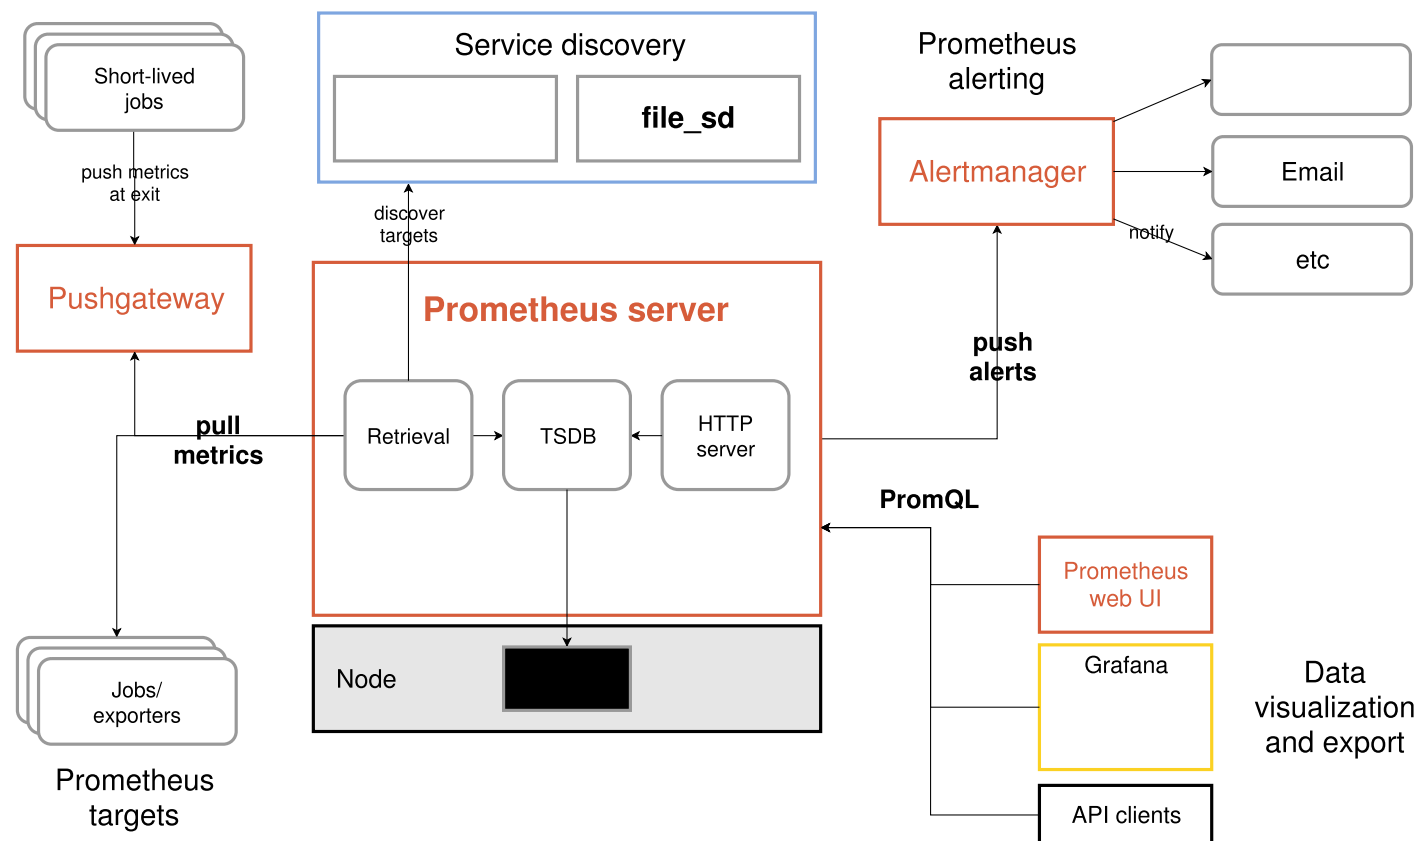 Short-lived
jobs
push metrics
at exit
Pushgateway
Service discovery
file_sd
discover
targets
Prometheus
alerting
Alertmanager
Email
notify
etc
Prometheus server
Retrieval
TSDB
HTTP
server
pull
metrics
push
alerts
PromQL
Node
Jobs/
exporters
Prometheus
targets
Prometheus
web UI
Grafana
API clients
Data
visualization
and export